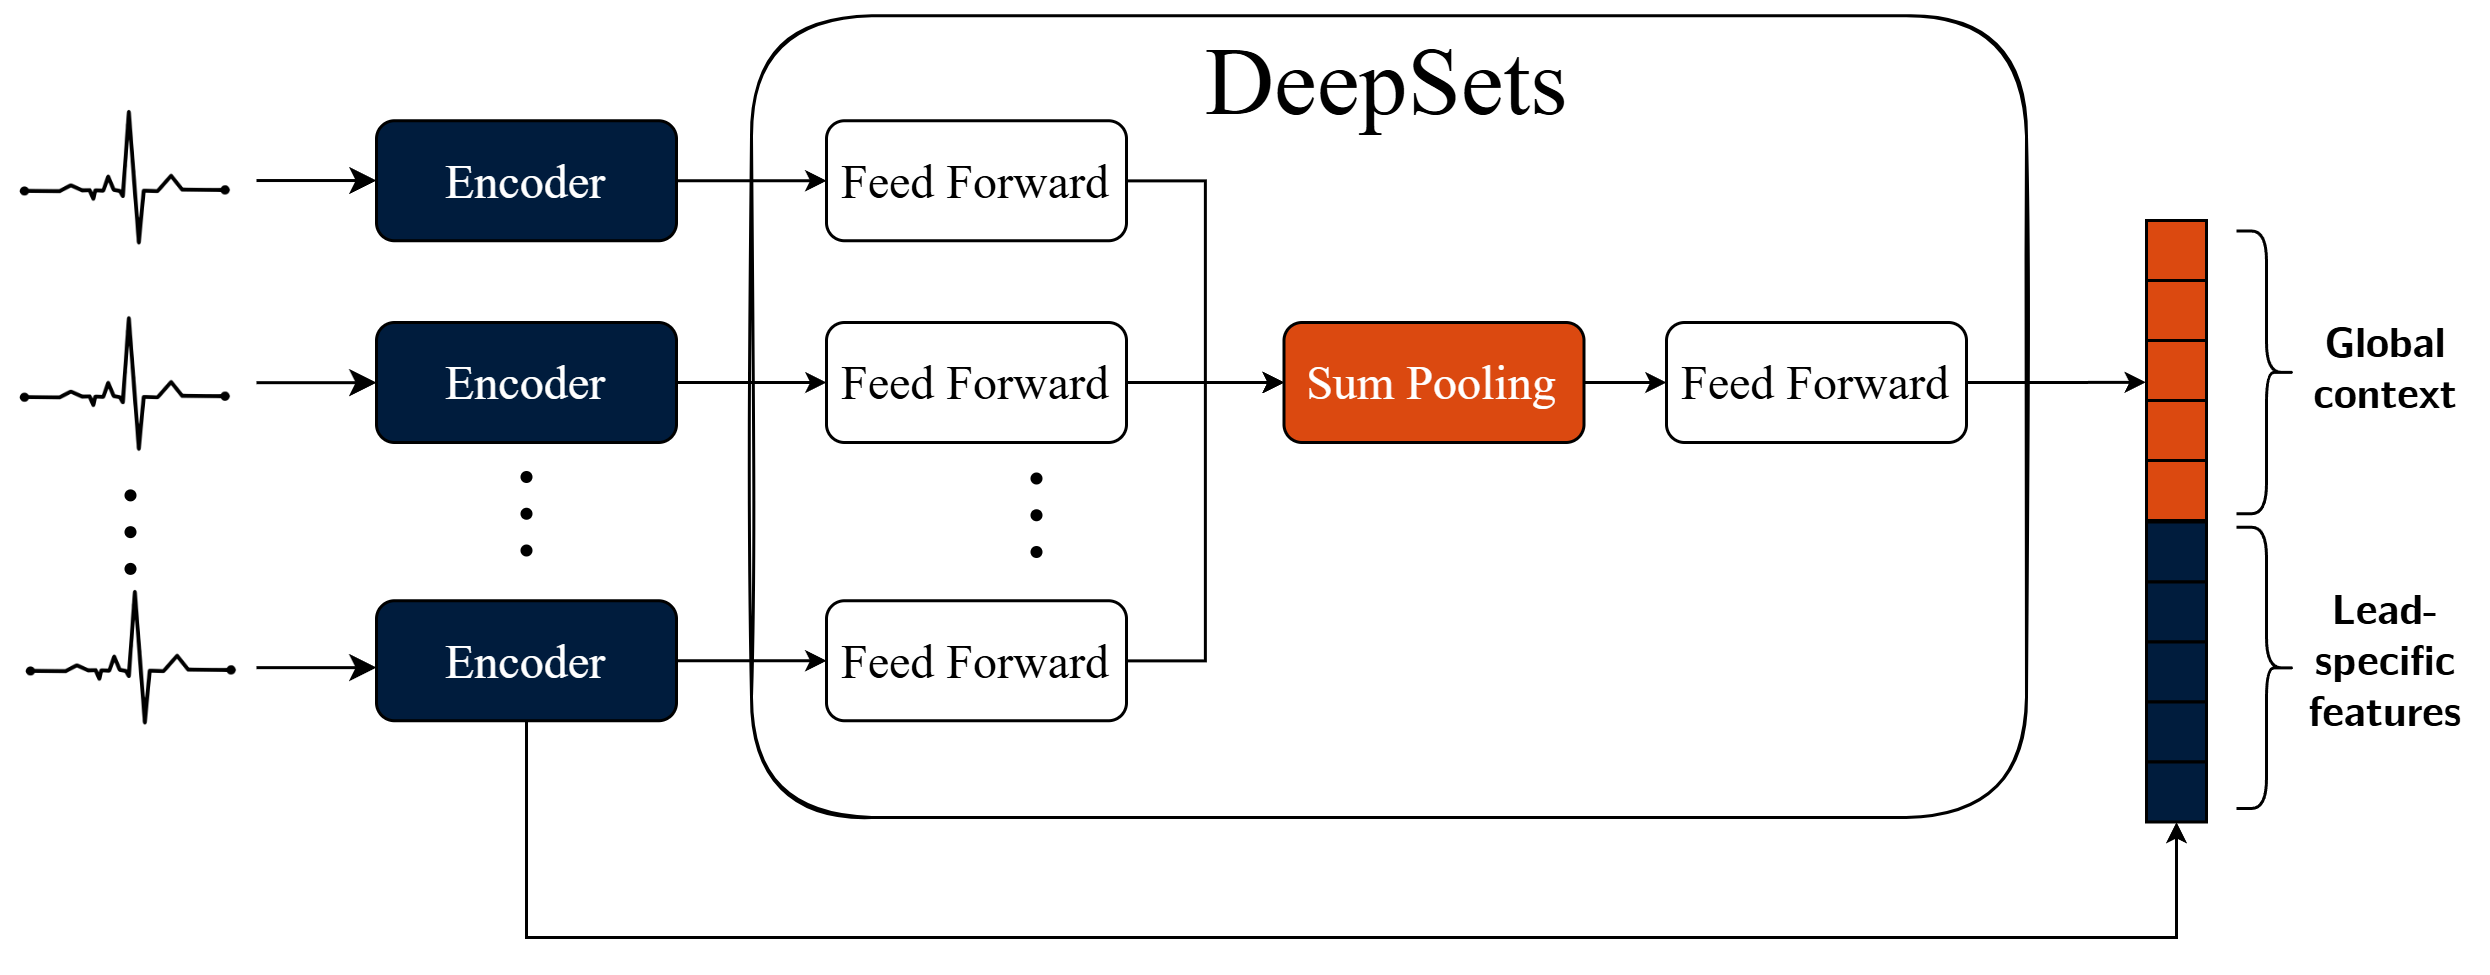 DeepSets
Encoder
Feed Forward
Encoder
Feed Forward
Sum Pooling
Feed Forward
Encoder
Feed Forward
Global
context
Lead-
specific
features